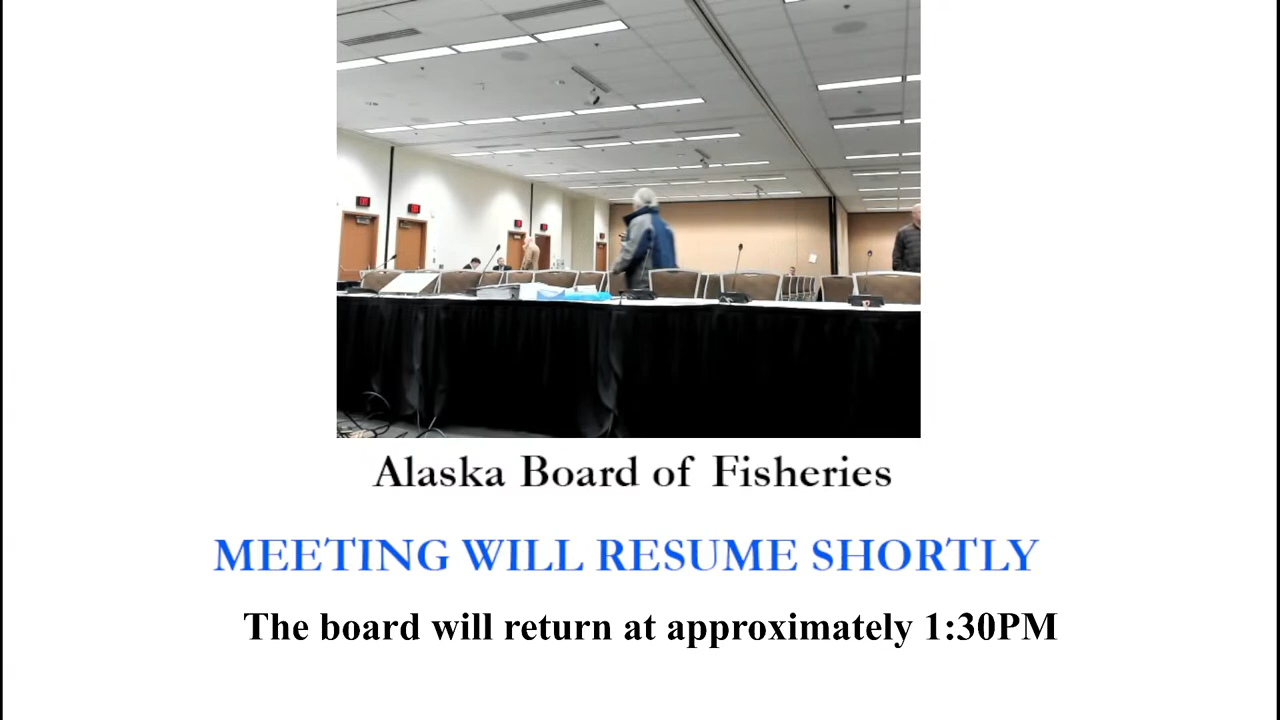 Alaska Board of Fisheries
MEETING WILL RESUME SHORTLY
The board will return at approximately 1:30PM